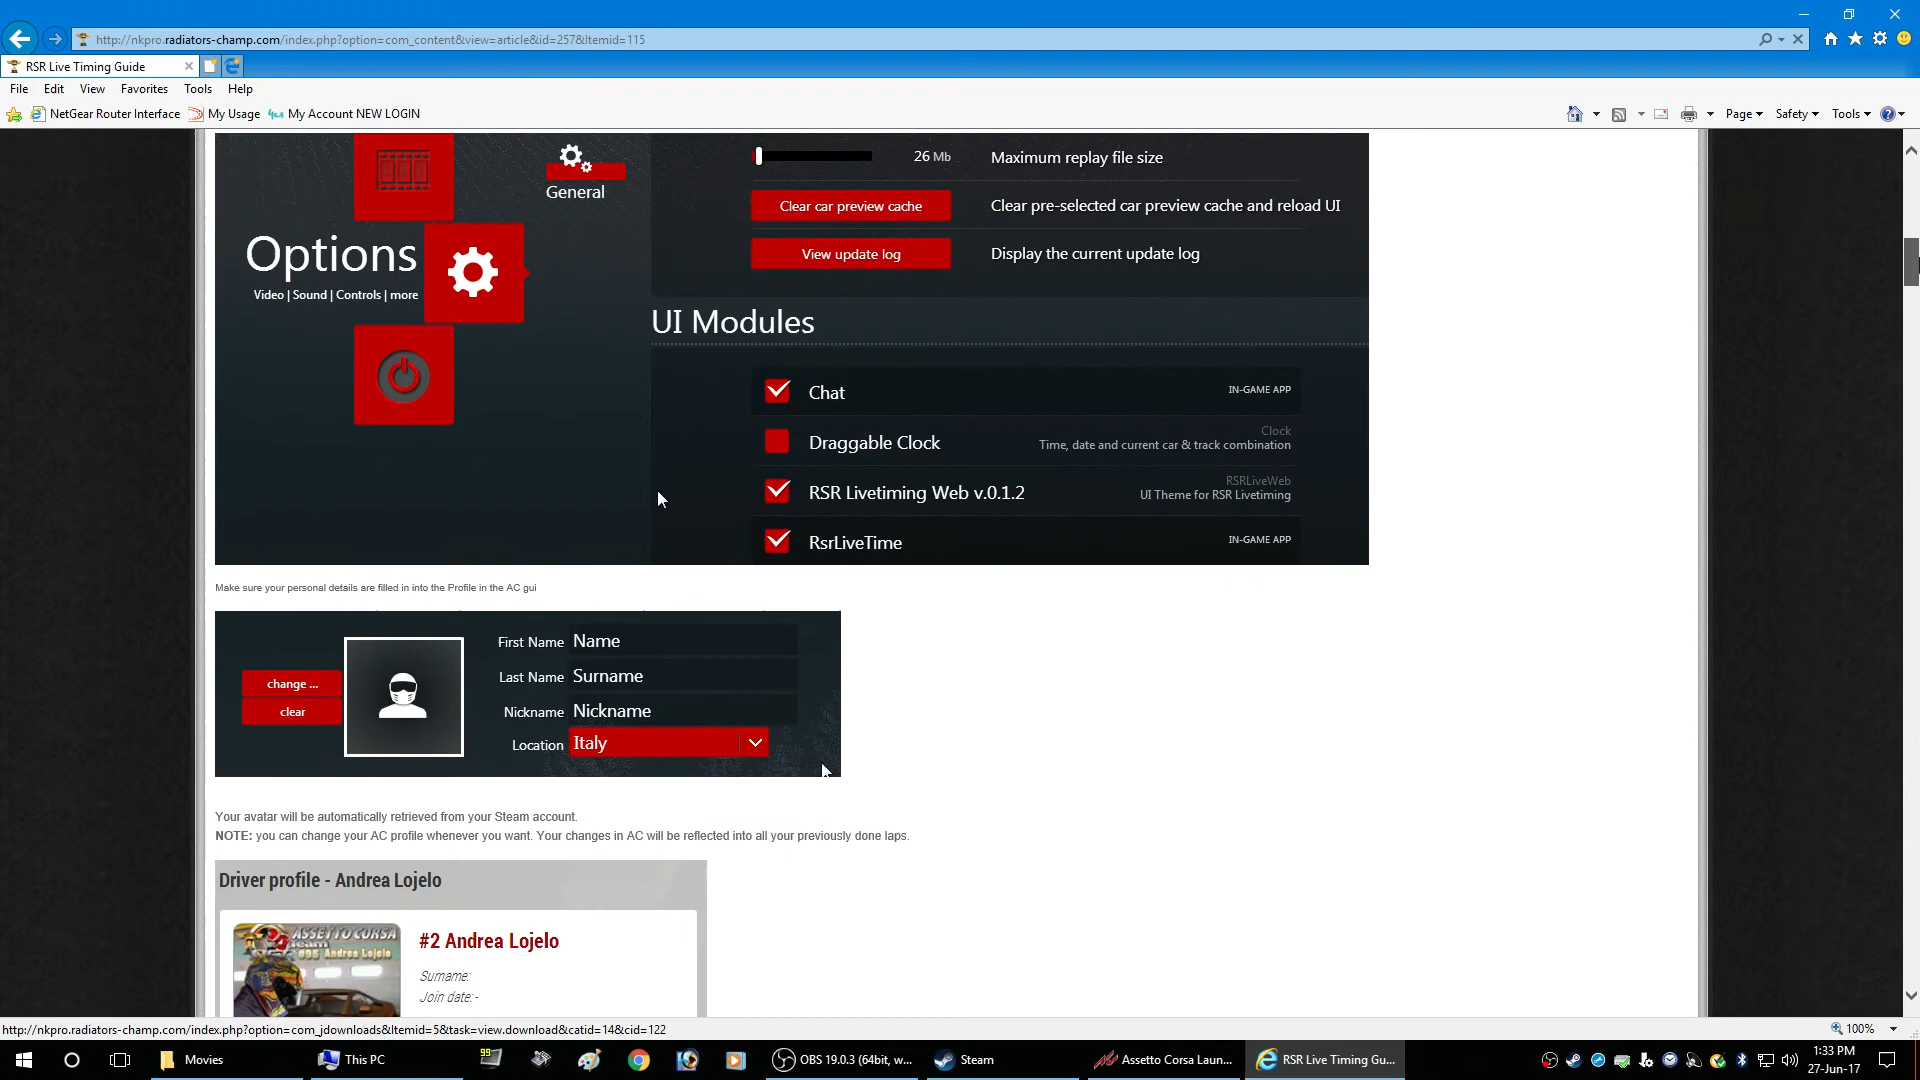 http://nkpro.radiators-champ.com/index.php?option=com_content&view=article&id=257&Itemid=115
RSR Live Timing Guide
File Edit View Favorites Tools Help
NetGear Router Interface My Usage yes My Account NEW LOGIN
Page Safety Tools
26 Mb Maximum replay file size
General
Clear car preview cache Clear pre-selected car preview cache and reload UI
Options
View update log Display the current update log
Video | Sound | Controls | more
UI Modules
Chat IN-GAME APP
Draggable Clock Clock
Time, date and current car & track combination
RSR Livetiming Web v.0.1.2 RSRLiveWeb
UI Theme for RSR Livetiming
RsrLiveTime IN-GAME APP
Make sure your personal details are filled in into the Profile in the AC gui
First Name Name
change ... Last Name Surname
clear Nickname Nickname
Location Italy
Your avatar will be automatically retrieved from your Steam account.
NOTE: you can change your AC profile whenever you want. Your changes in AC will be reflected into all your previously done laps.
Driver profile - Andrea Lojelo
ASSETTO CORSA
Team
#95 Andrea Lojelo
#2 Andrea Lojelo
Surname:
Join date:-
http://nkpro.radiators-champ.com/index.php?option=com_jdownloads&Itemid=5&task=view.download&catid=14&cid=122
100%
Movies This PC 99 OBS 19.0.3 (64bit, w... Steam Assetto Corsa Laun... RSR Live Timing Gu... 1:33 PM
27-Jun-17